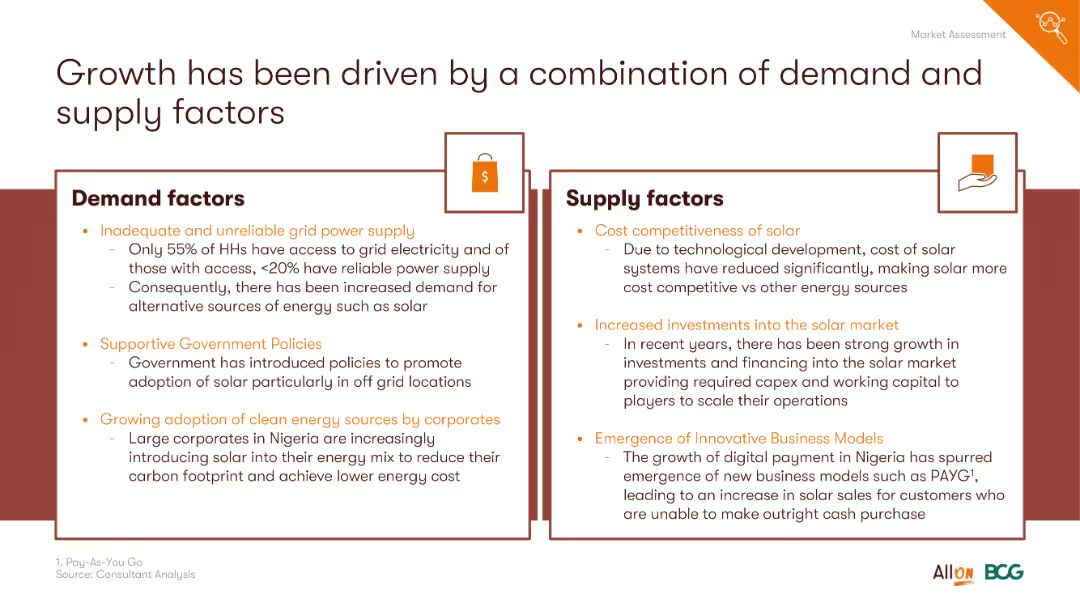 Market Assessment
Growth has been driven by a combination of demand and
supply factors
$
Demand factors
• Inadequate and unreliable grid power supply
- Only 55% of HHs have access to grid electricity and of
those with access, <20% have reliable power supply
- Consequently, there has been increased demand for
alternative sources of energy such as solar
• Supportive Government Policies
- Government has introduced policies to promote
adoption of solar particularly in off grid locations
• Growing adoption of clean energy sources by corporates
- Large corporates in Nigeria are increasingly
introducing solar into their energy mix to reduce their
carbon footprint and achieve lower energy cost
Supply factors
• Cost competitiveness of solar
- Due to technological development, cost of solar
systems have reduced significantly, making solar more
cost competitive vs other energy sources
• Increased investments into the solar market
- In recent years, there has been strong growth in
investments and financing into the solar market
providing required capex and working capital to
players to scale their operations
• Emergence of Innovative Business Models
- The growth of digital payment in Nigeria has spurred
emergence of new business models such as PAYG¹,
leading to an increase in solar sales for customers who
are unable to make outright cash purchase
1. Pay-As-You Go
Source: Consultant Analysis
All on BCG